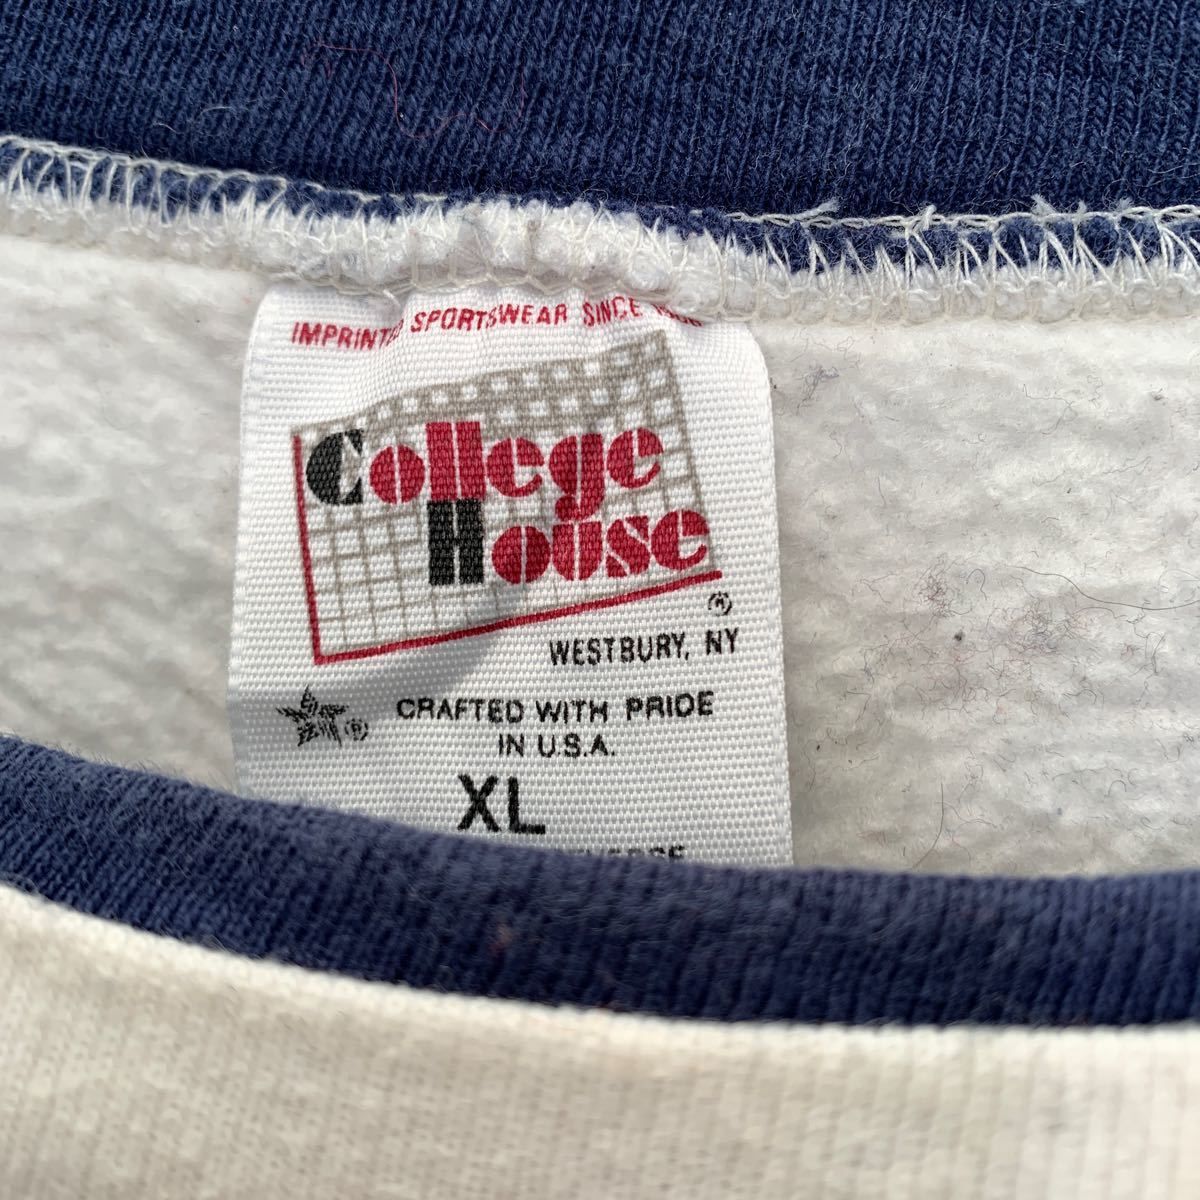 IMPRINTED SPORTSWEAR SINCE
College
House
®
WESTBURY, NY
® CRAFTED WITH PRIDE
IN U.S.A.
XL